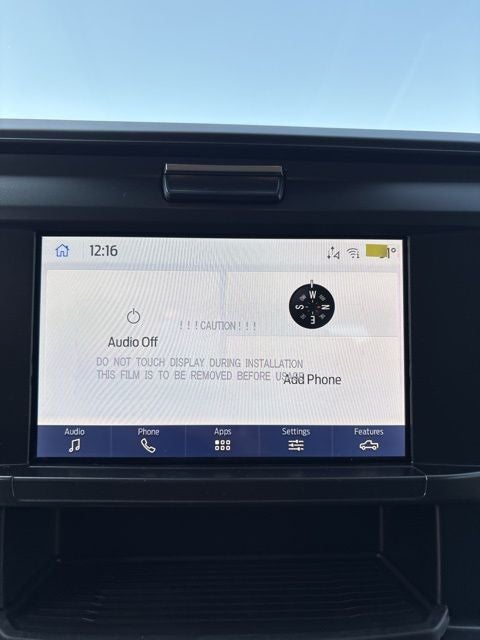 12:16
W
S
N
E
!!!CAUTION!!!
Audio Off
DO NOT TOUCH DISPLAY DURING INSTALLATION
THIS FILM IS TO BE REMOVED BEFORE
Add Phone
Audio
Phone
Apps
Settings
Features